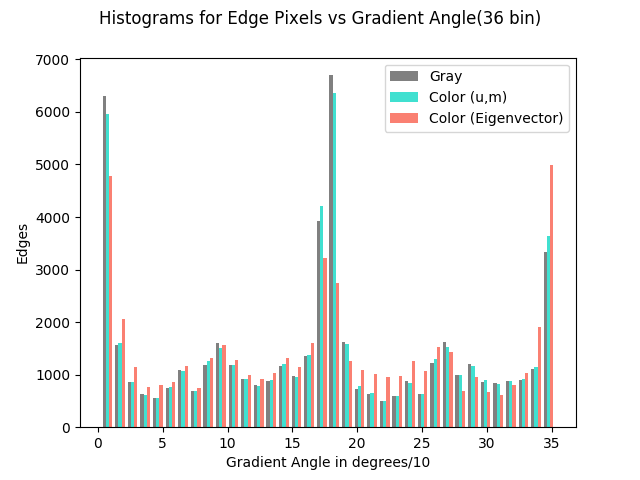 Histograms for Edge Pixels vs Gradient Angle(36 bin)
7000
6000
5000
4000
3000
2000
1000
0
Edges
Gray
Color (u,m)
Color (Eigenvector)
0 5 10 15 20 25 30 35
Gradient Angle in degrees/10